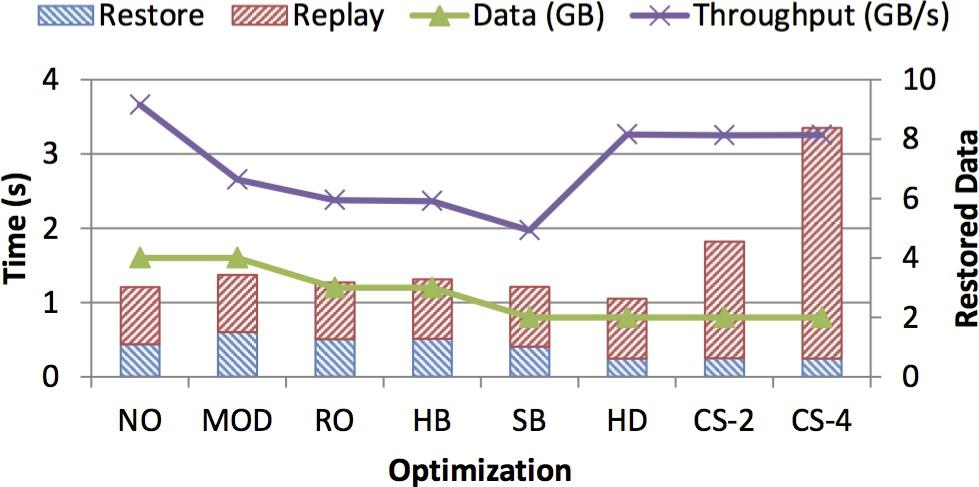 Restore Replay Data (GB) Throughput (GB/s)
4 10
3 8
2 6
1 4
0 2
0
Time (s)
Restored Data
NO MOD RO HB SB HD CS-2 CS-4
Optimization